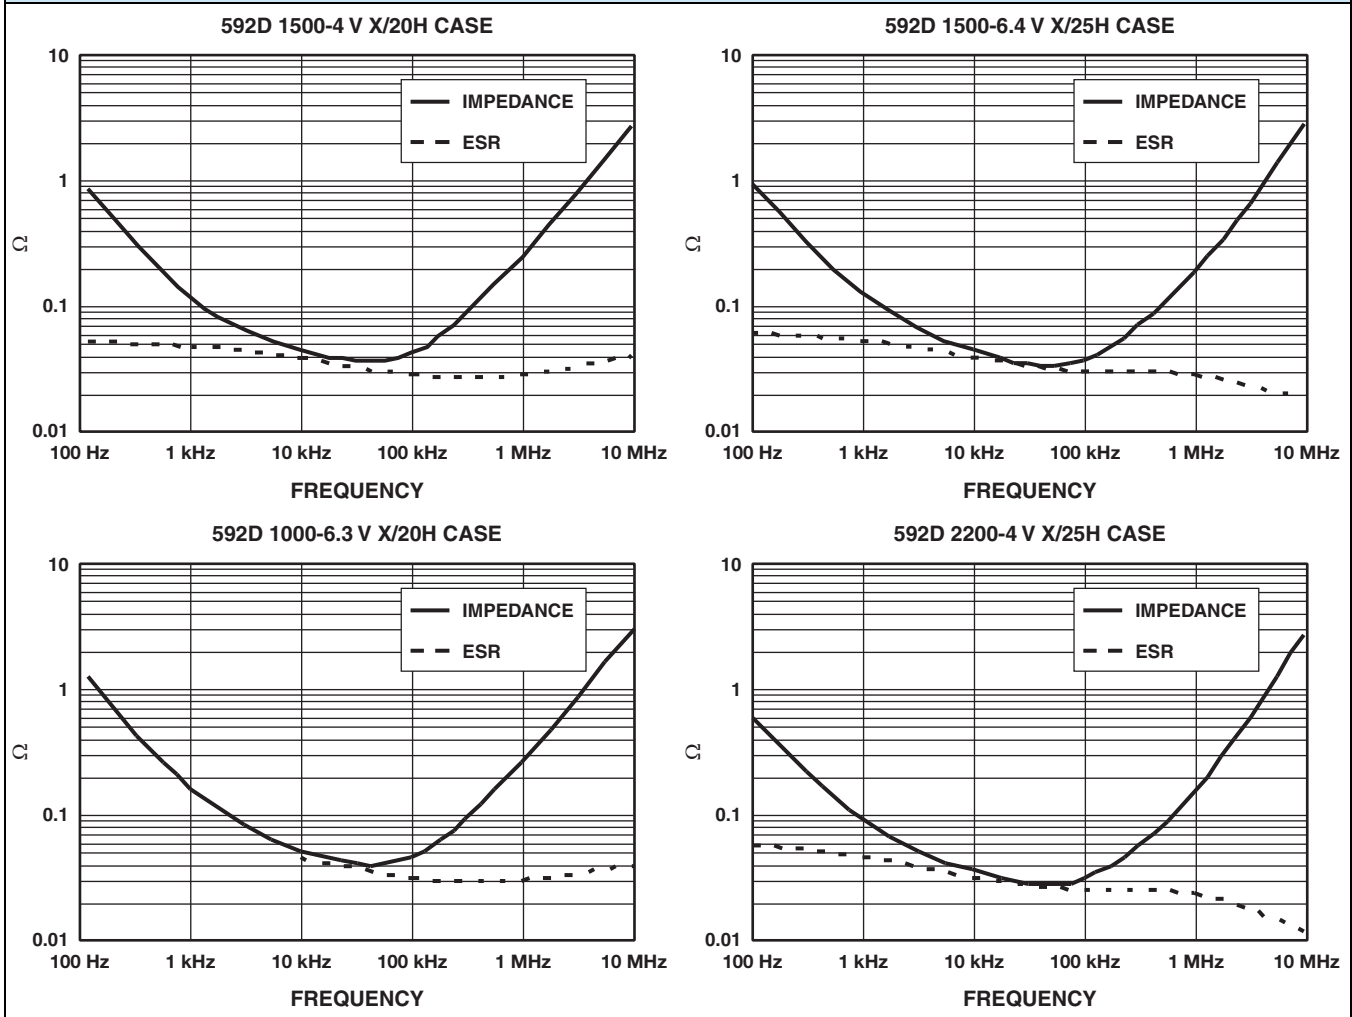 592D 1500-4 V X/20H CASE
10
1
0.1
0.01
Ω
IMPEDANCE
ESR
100 Hz 1 kHz 10 kHz 100 kHz 1 MHz 10 MHz
FREQUENCY
592D 1500-6.4 V X/25H CASE
10
1
0.1
0.01
Ω
IMPEDANCE
ESR
100 Hz 1 kHz 10 kHz 100 kHz 1 MHz 10 MHz
FREQUENCY
592D 1000-6.3 V X/20H CASE
10
1
0.1
0.01
Ω
IMPEDANCE
ESR
100 Hz 1 kHz 10 kHz 100 kHz 1 MHz 10 MHz
FREQUENCY
592D 2200-4 V X/25H CASE
10
1
0.1
0.01
Ω
IMPEDANCE
ESR
100 Hz 1 kHz 10 kHz 100 kHz 1 MHz 10 MHz
FREQUENCY